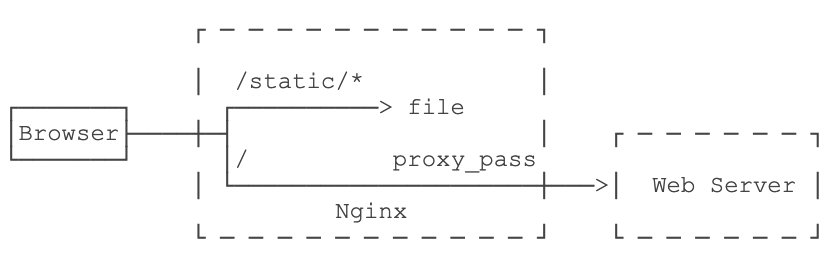 /static/*
file
Browser
/ proxy_pass
Web Server
Nginx